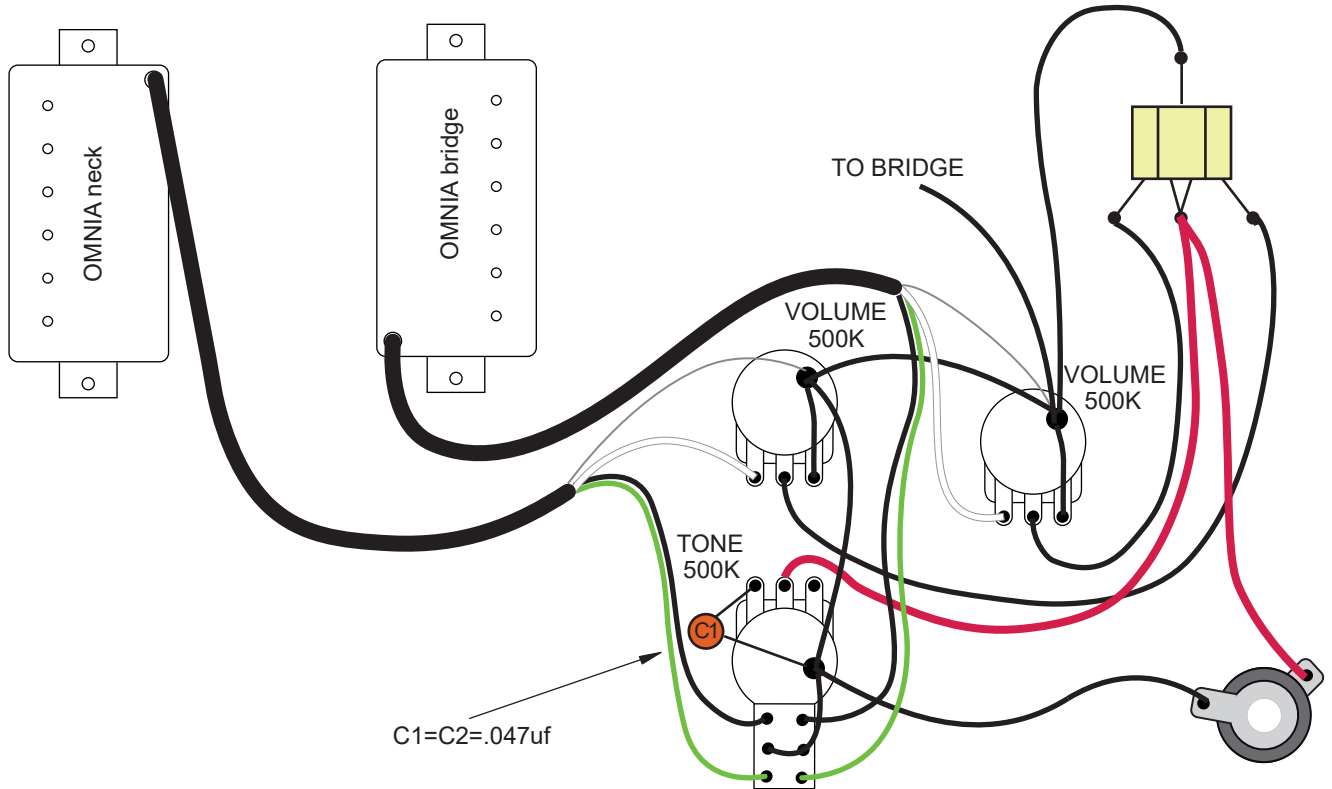 OMNIA neck
OMNIA bridge
TO BRIDGE
VOLUME
500K
VOLUME
500K
TONE
500K
C1
C1=C2=.047uf